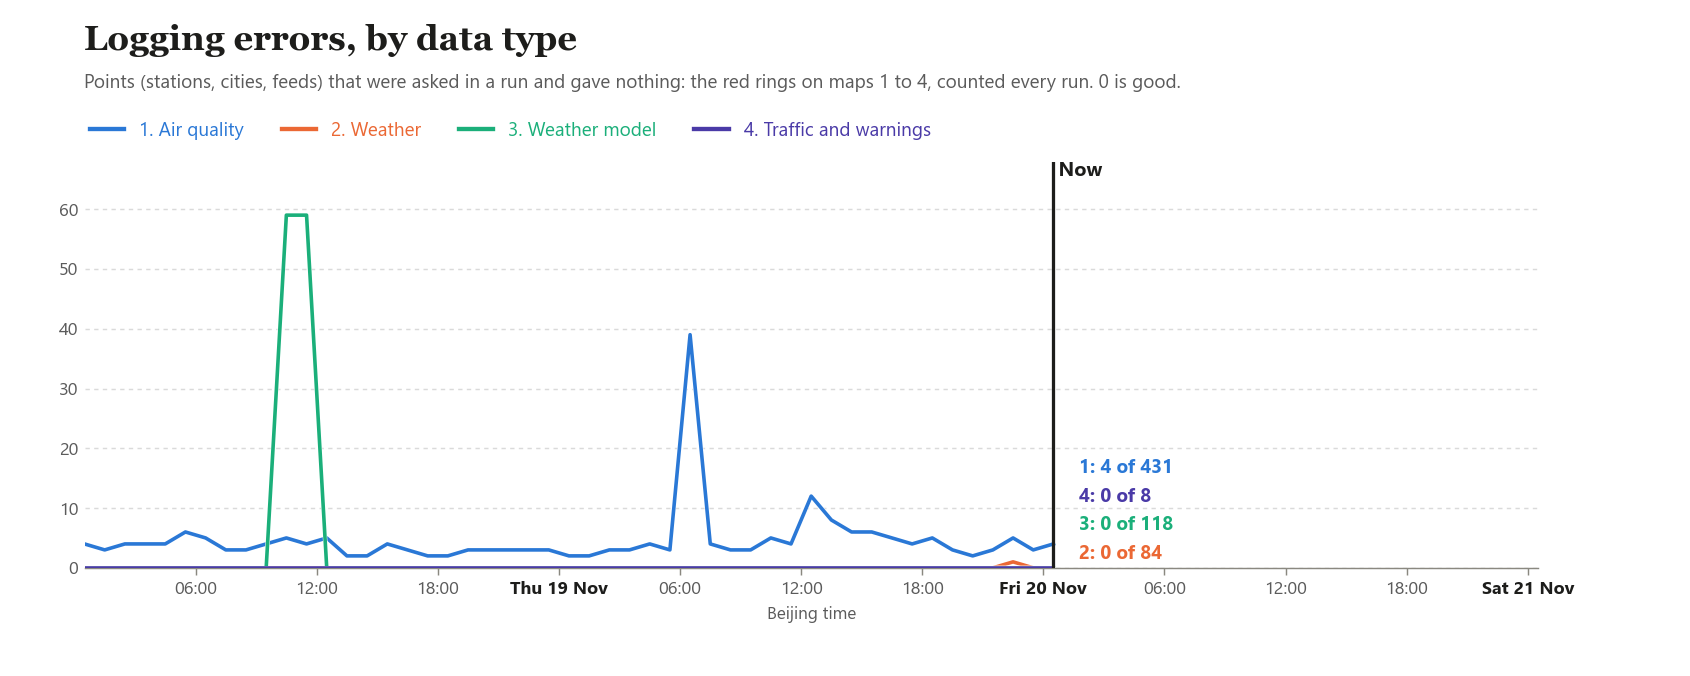 Logging errors, by data type
Points (stations, cities, feeds) that were asked in a run and gave nothing: the red rings on maps 1 to 4, counted every run. 0 is good.
1. Air quality 2. Weather 3. Weather model 4. Traffic and warnings
Now
60
50
40
30
20
10
0
1: 4 of 431
4: 0 of 8
3: 0 of 118
2: 0 of 84
06:00 12:00 18:00 Thu 19 Nov 06:00 12:00 18:00 Fri 20 Nov 06:00 12:00 18:00 Sat 21 Nov
Beijing time